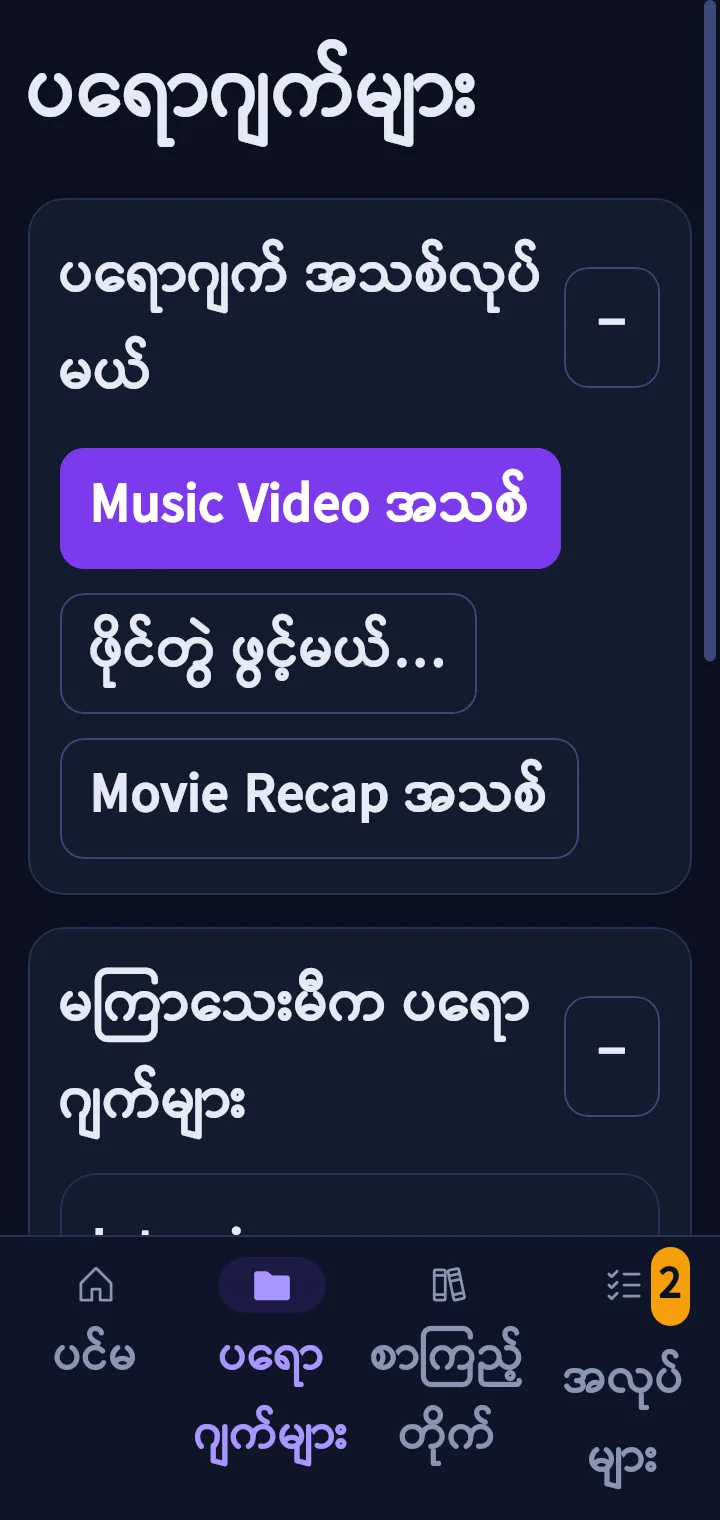 ပရောဂျက်များ
ပရောဂျက် အသစ်လုပ်
မယ်
–
Music Video အသစ်
ဖိုင်တွဲ ဖွင့်မယ်...
Movie Recap အသစ်
မကြာသေးမီက ပရော
ဂျက်များ
–
2
ပင်မ
ပရော
ဂျက်များ
စာကြည့်
တိုက်
အလုပ်
များ